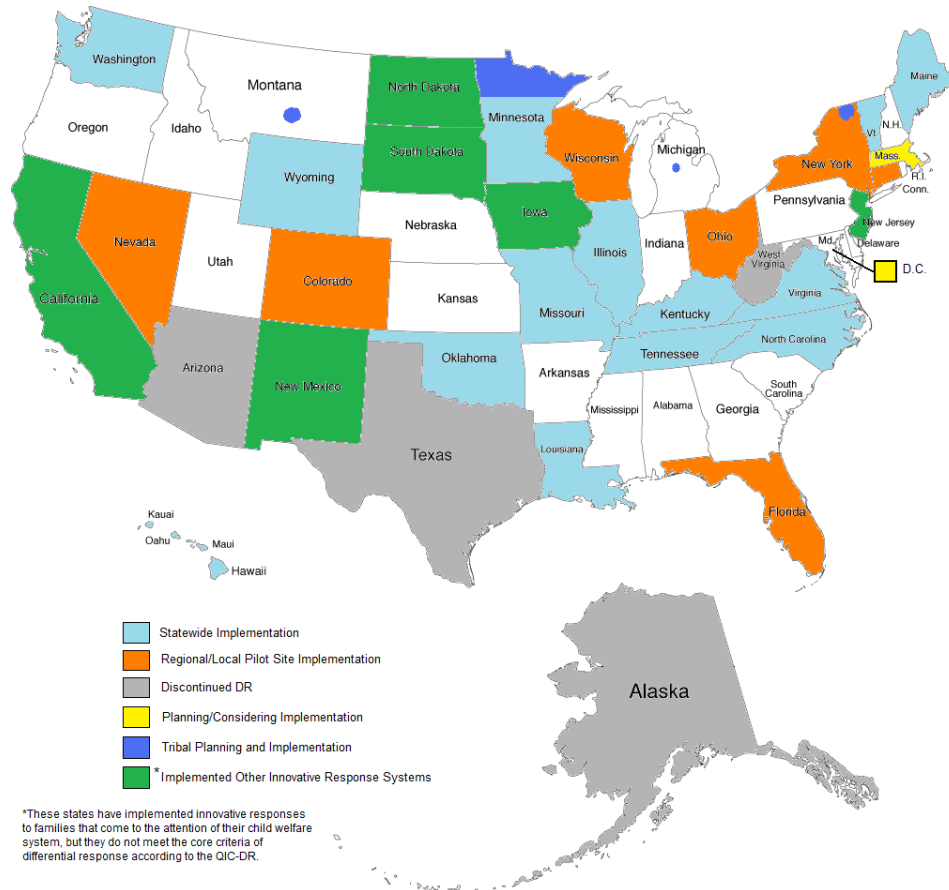 Washington
Maine
Montana
North Dakota
Minnesota
Vt.
N.H.
Oregon
Idaho
South Dakota
Wisconsin
Michigan
New York
Mass.
R.I.
Conn.
Wyoming
Iowa
Pennsylvania
Nebraska
New Jersey
Nevada
Utah
Illinois
Indiana
Ohio
Md.
Delaware
West
Virginia
D.C.
Colorado
California
Kansas
Missouri
Kentucky
Virginia
Arizona
Oklahoma
Tennessee
North Carolina
New Mexico
Arkansas
South
Carolina
Mississippi
Alabama
Georgia
Texas
Louisiana
Florida
Kauai
Oahu
Maui
Hawaii
Alaska
Statewide Implementation
Regional/Local Pilot Site Implementation
Discontinued DR
Planning/Considering Implementation
Tribal Planning and Implementation
*Implemented Other Innovative Response Systems
*These states have implemented innovative responses
to families that come to the attention of their child welfare
system, but they do not meet the core criteria of
differential response according to the QIC-DR.